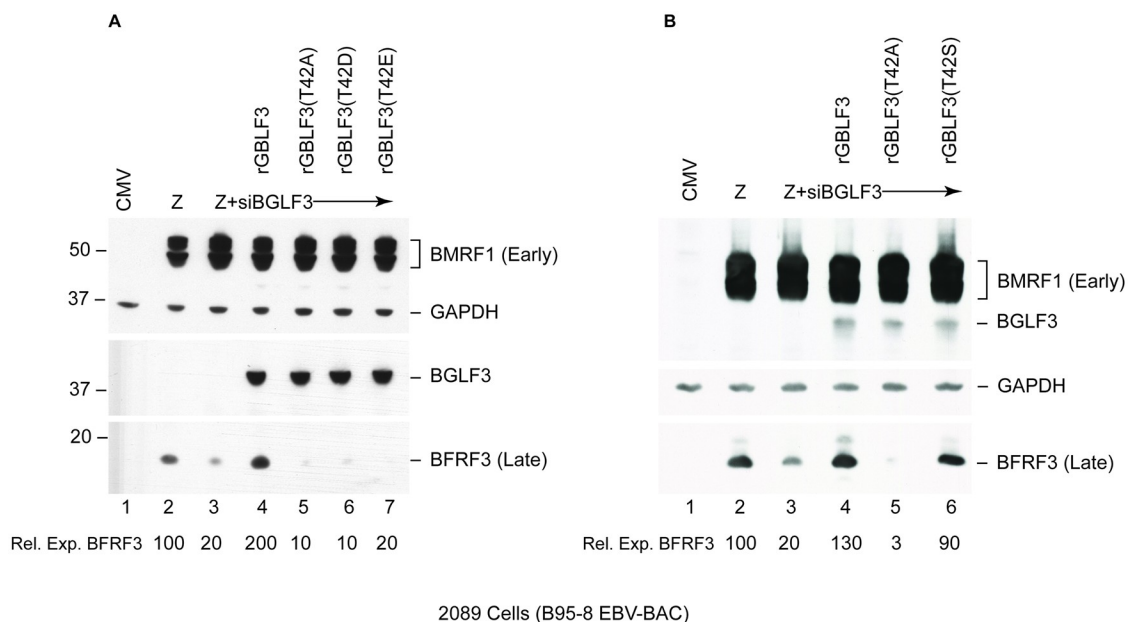 A
rGBLF3
rGBLF3(T42A)
rGBLF3(T42D)
rGBLF3(T42E)
CMV
Z
Z+siBGLF3
50
BMRF1 (Early)
37
GAPDH
BGLF3
37
20
BFRF3 (Late)
1 2 3 4 5 6 7
Rel. Exp. BFRF3 100 20 200 10 10 20
B
rGBLF3
rGBLF3(T42A)
rGBLF3(T42S)
CMV
Z
Z+siBGLF3
BMRF1 (Early)
BGLF3
GAPDH
BFRF3 (Late)
1 2 3 4 5 6
Rel. Exp. BFRF3 100 20 130 3 90
2089 Cells (B95-8 EBV-BAC)